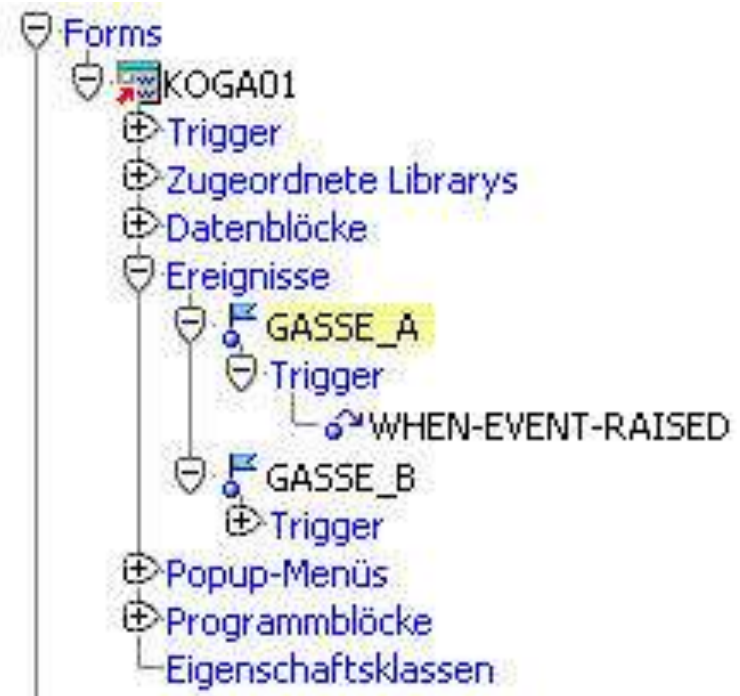 Forms
KOGA01
Trigger
Zugeordnete Librarys
Datenblöcke
Ereignisse
GASSE_A
Trigger
WHEN-EVENT-RAISED
GASSE_B
Trigger
Popup-Menüs
Programmblöcke
Eigenschaftsklassen